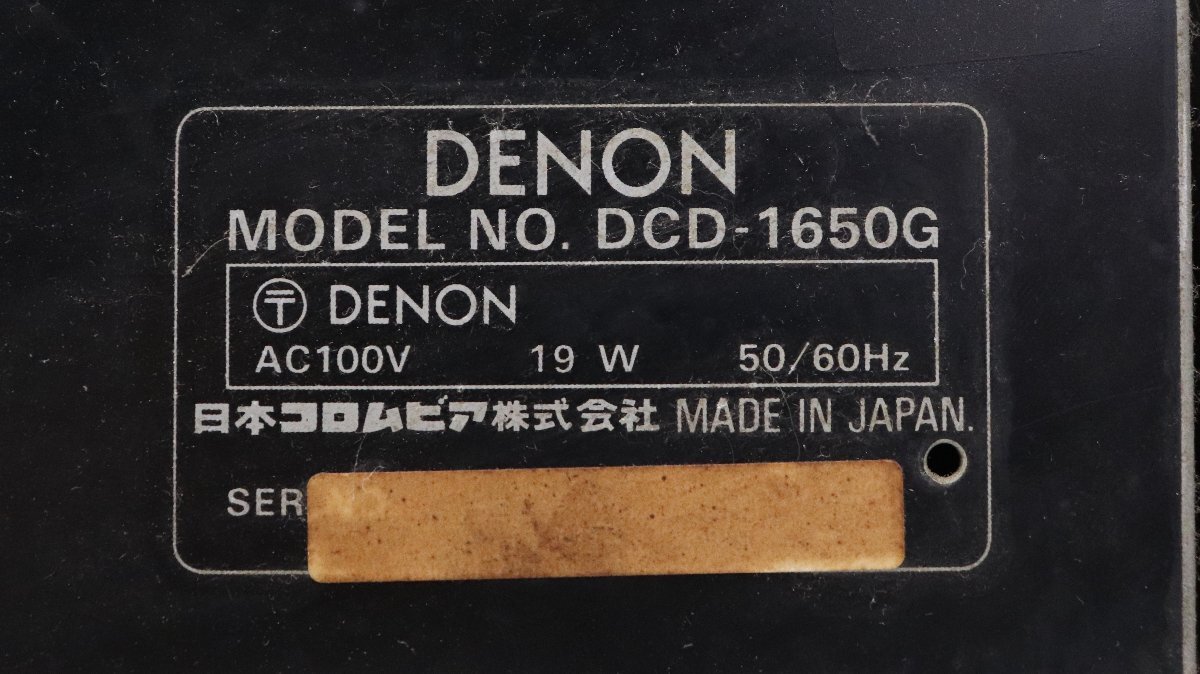 DENON
MODEL NO. DCD-1650G
〒 DENON
AC100V 19 W 50/60Hz
日本コロムビア株式会社 MADE IN JAPAN.
SER